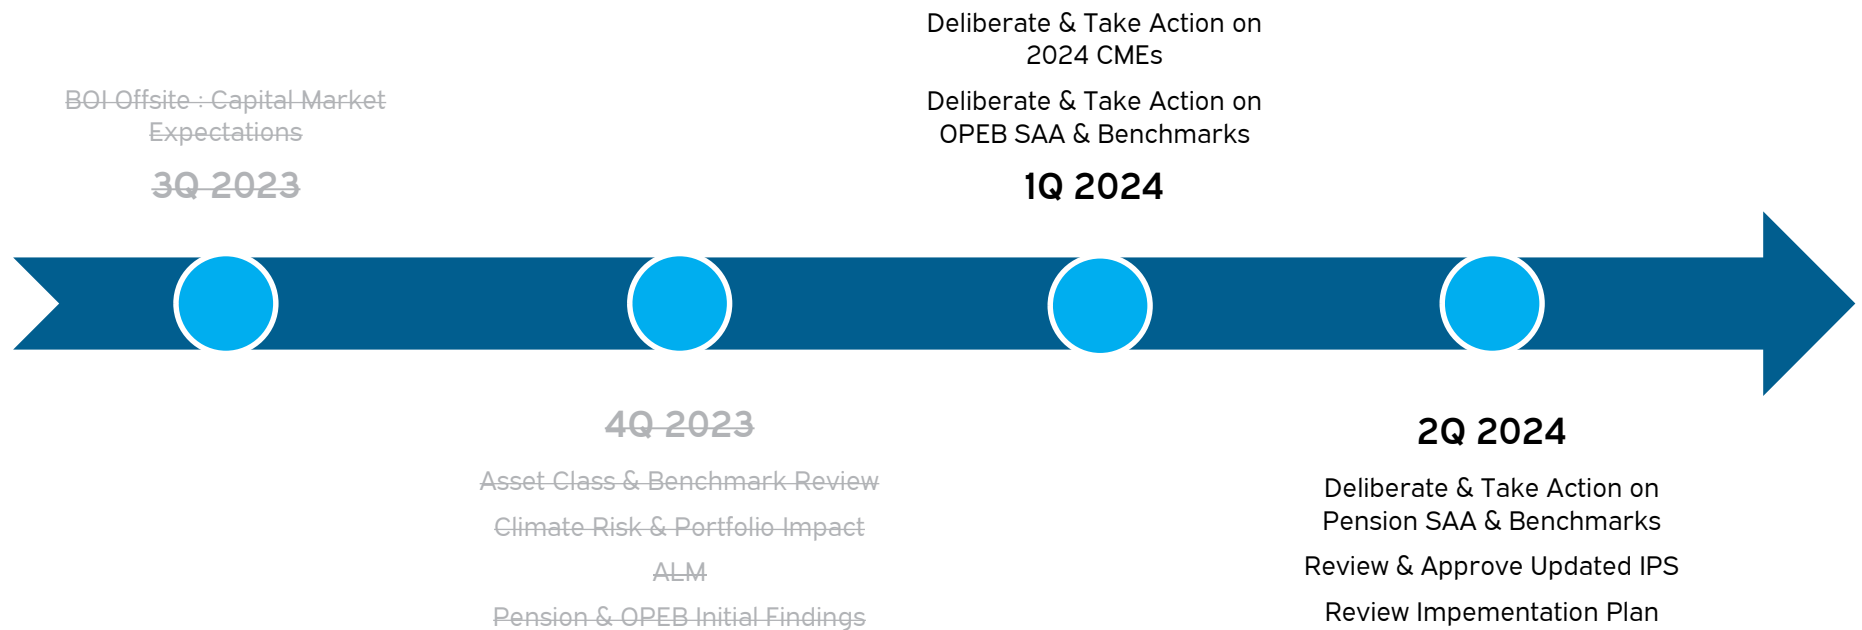 BOI Offsite : Capital Market
Expectations
3Q 2023
4Q 2023
Asset Class & Benchmark Review
Climate Risk & Portfolio Impact
ALM
Pension & OPEB Initial Findings
Deliberate & Take Action on
2024 CMEs
Deliberate & Take Action on
OPEB SAA & Benchmarks
1Q 2024
2Q 2024
Deliberate & Take Action on
Pension SAA & Benchmarks
Review & Approve Updated IPS
Review Impementation Plan